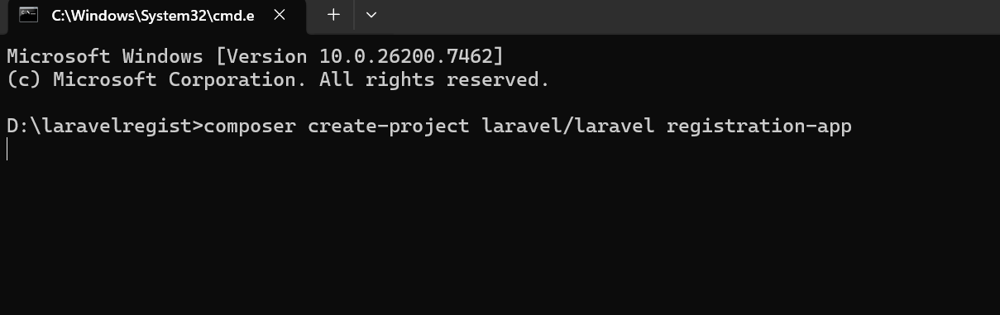 C:\Windows\System32\cmd.e
Microsoft Windows [Version 10.0.26200.7462]
(c) Microsoft Corporation. All rights reserved.
D:\laravelregist>composer create-project laravel/laravel registration-app